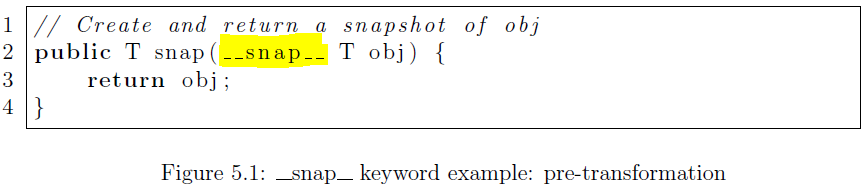 1 // Create and return a snapshot of obj
2 public T snap(__snap__ T obj) {
3 return obj;
4 }
Figure 5.1: __snap__ keyword example: pre-transformation